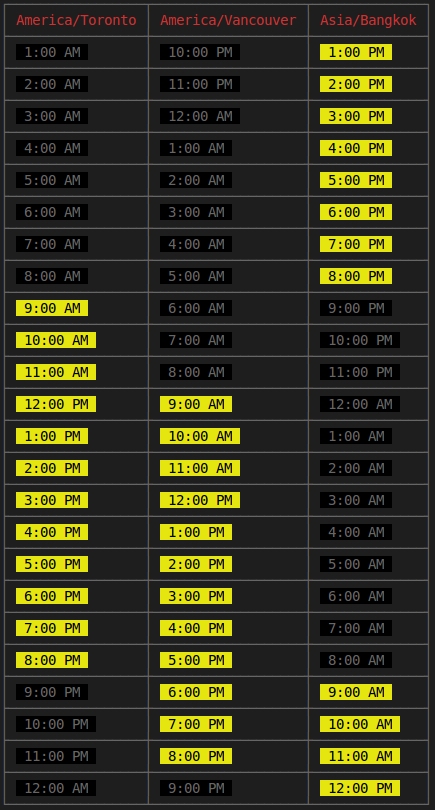 America/Toronto America/Vancouver Asia/Bangkok
1:00 AM 10:00 PM 1:00 PM
2:00 AM 11:00 PM 2:00 PM
3:00 AM 12:00 AM 3:00 PM
4:00 AM 1:00 AM 4:00 PM
5:00 AM 2:00 AM 5:00 PM
6:00 AM 3:00 AM 6:00 PM
7:00 AM 4:00 AM 7:00 PM
8:00 AM 5:00 AM 8:00 PM
9:00 AM 6:00 AM 9:00 PM
10:00 AM 7:00 AM 10:00 PM
11:00 AM 8:00 AM 11:00 PM
12:00 PM 9:00 AM 12:00 AM
1:00 PM 10:00 AM 1:00 AM
2:00 PM 11:00 AM 2:00 AM
3:00 PM 12:00 PM 3:00 AM
4:00 PM 1:00 PM 4:00 AM
5:00 PM 2:00 PM 5:00 AM
6:00 PM 3:00 PM 6:00 AM
7:00 PM 4:00 PM 7:00 AM
8:00 PM 5:00 PM 8:00 AM
9:00 PM 6:00 PM 9:00 AM
10:00 PM 7:00 PM 10:00 AM
11:00 PM 8:00 PM 11:00 AM
12:00 AM 9:00 PM 12:00 PM